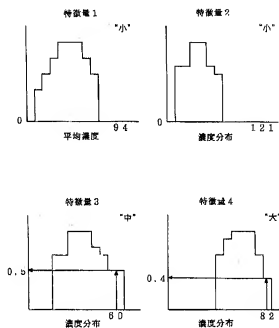 特徴量1
"小"
0
94
平均濃度
特徴量2
"小"
0
121
濃度分布
特徴量3
"中"
0.5
60
濃度分布
特徴量4
"大"
0.4
82
濃度分布